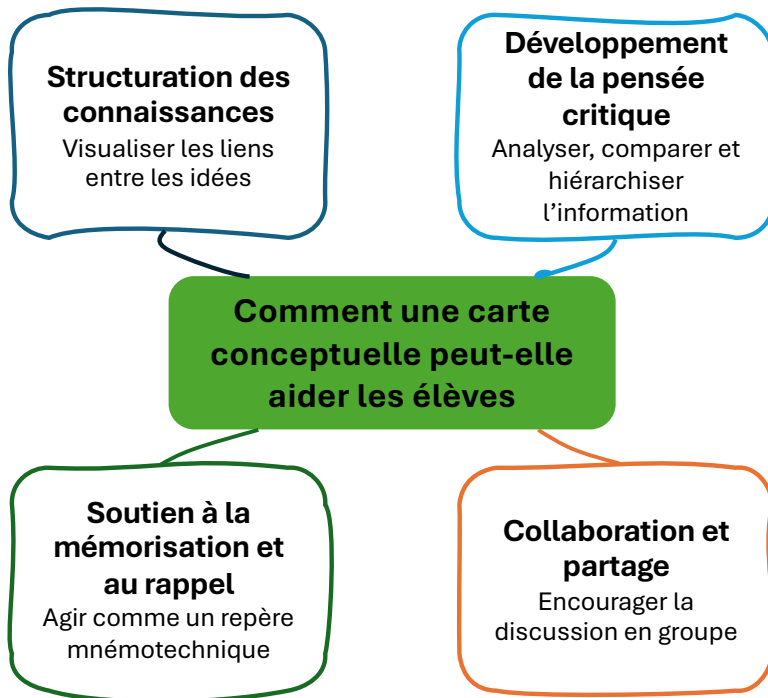 Structuration des
connaissances
Visualiser les liens
entre les idées
Développement
de la pensée
critique
Analyser, comparer et
hiérarchiser
l’information
Comment une carte
conceptuelle peut-elle
aider les élèves
Soutien à la
mémorisation et
au rappel
Agir comme un repère
mnémotechnique
Collaboration et
partage
Encourager la
discussion en groupe